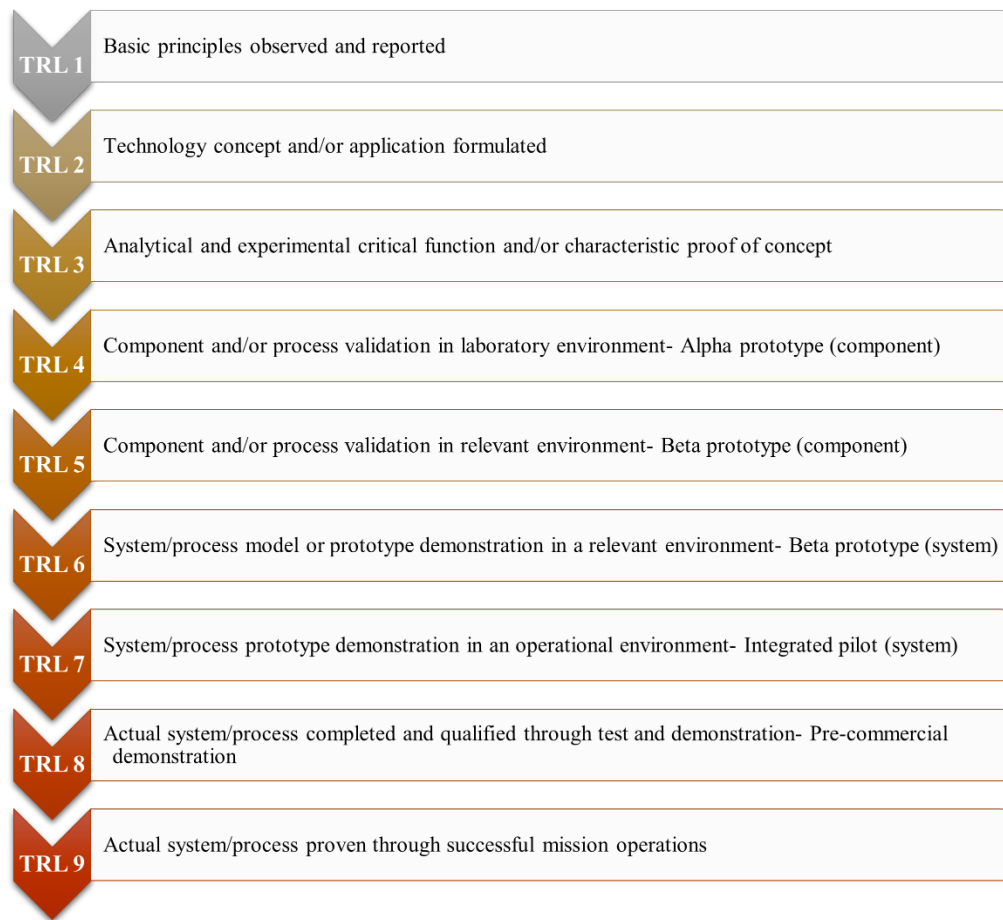 TRL 1
Basic principles observed and reported
TRL 2
Technology concept and/or application formulated
TRL 3
Analytical and experimental critical function and/or characteristic proof of concept
TRL 4
Component and/or process validation in laboratory environment- Alpha prototype (component)
TRL 5
Component and/or process validation in relevant environment- Beta prototype (component)
TRL 6
System/process model or prototype demonstration in a relevant environment- Beta prototype (system)
TRL 7
System/process prototype demonstration in an operational environment- Integrated pilot (system)
TRL 8
Actual system/process completed and qualified through test and demonstration- Pre-commercial
demonstration
TRL 9
Actual system/process proven through successful mission operations